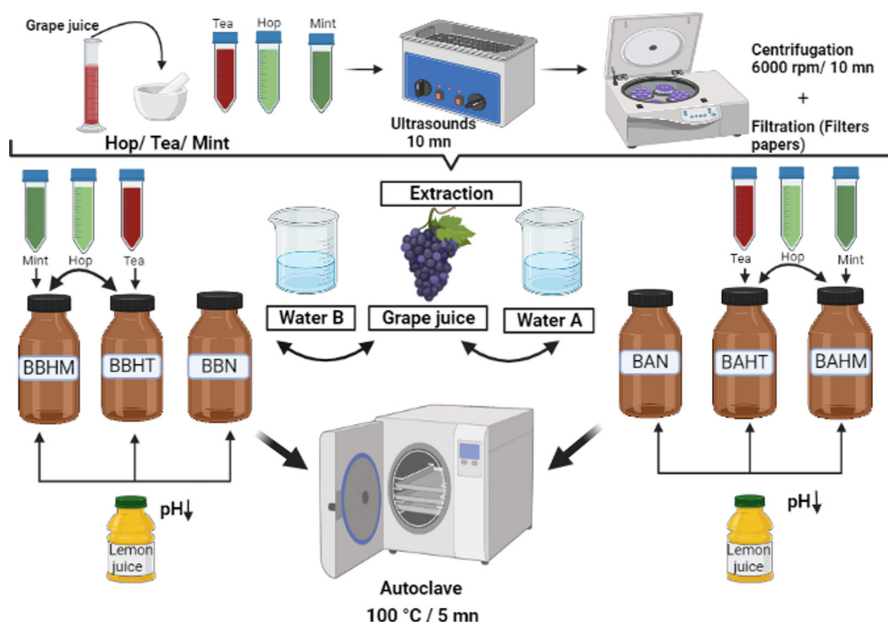 Grape juice
Tea
Hop
Mint
Hop/ Tea/ Mint
Ultrasounds
10 mn
Centrifugation
6000 rpm/ 10 mn
+
Filtration (Filters
papers)
Extraction
Mint
Hop
Tea
Water B
Grape juice
Water A
Tea
Hop
Mint
BBHM
BBHT
BBN
BAN
BAHT
BAHM
pH↓
Lemon
juice
Autoclave
100 °C / 5 mn
pH↓
Lemon
juice